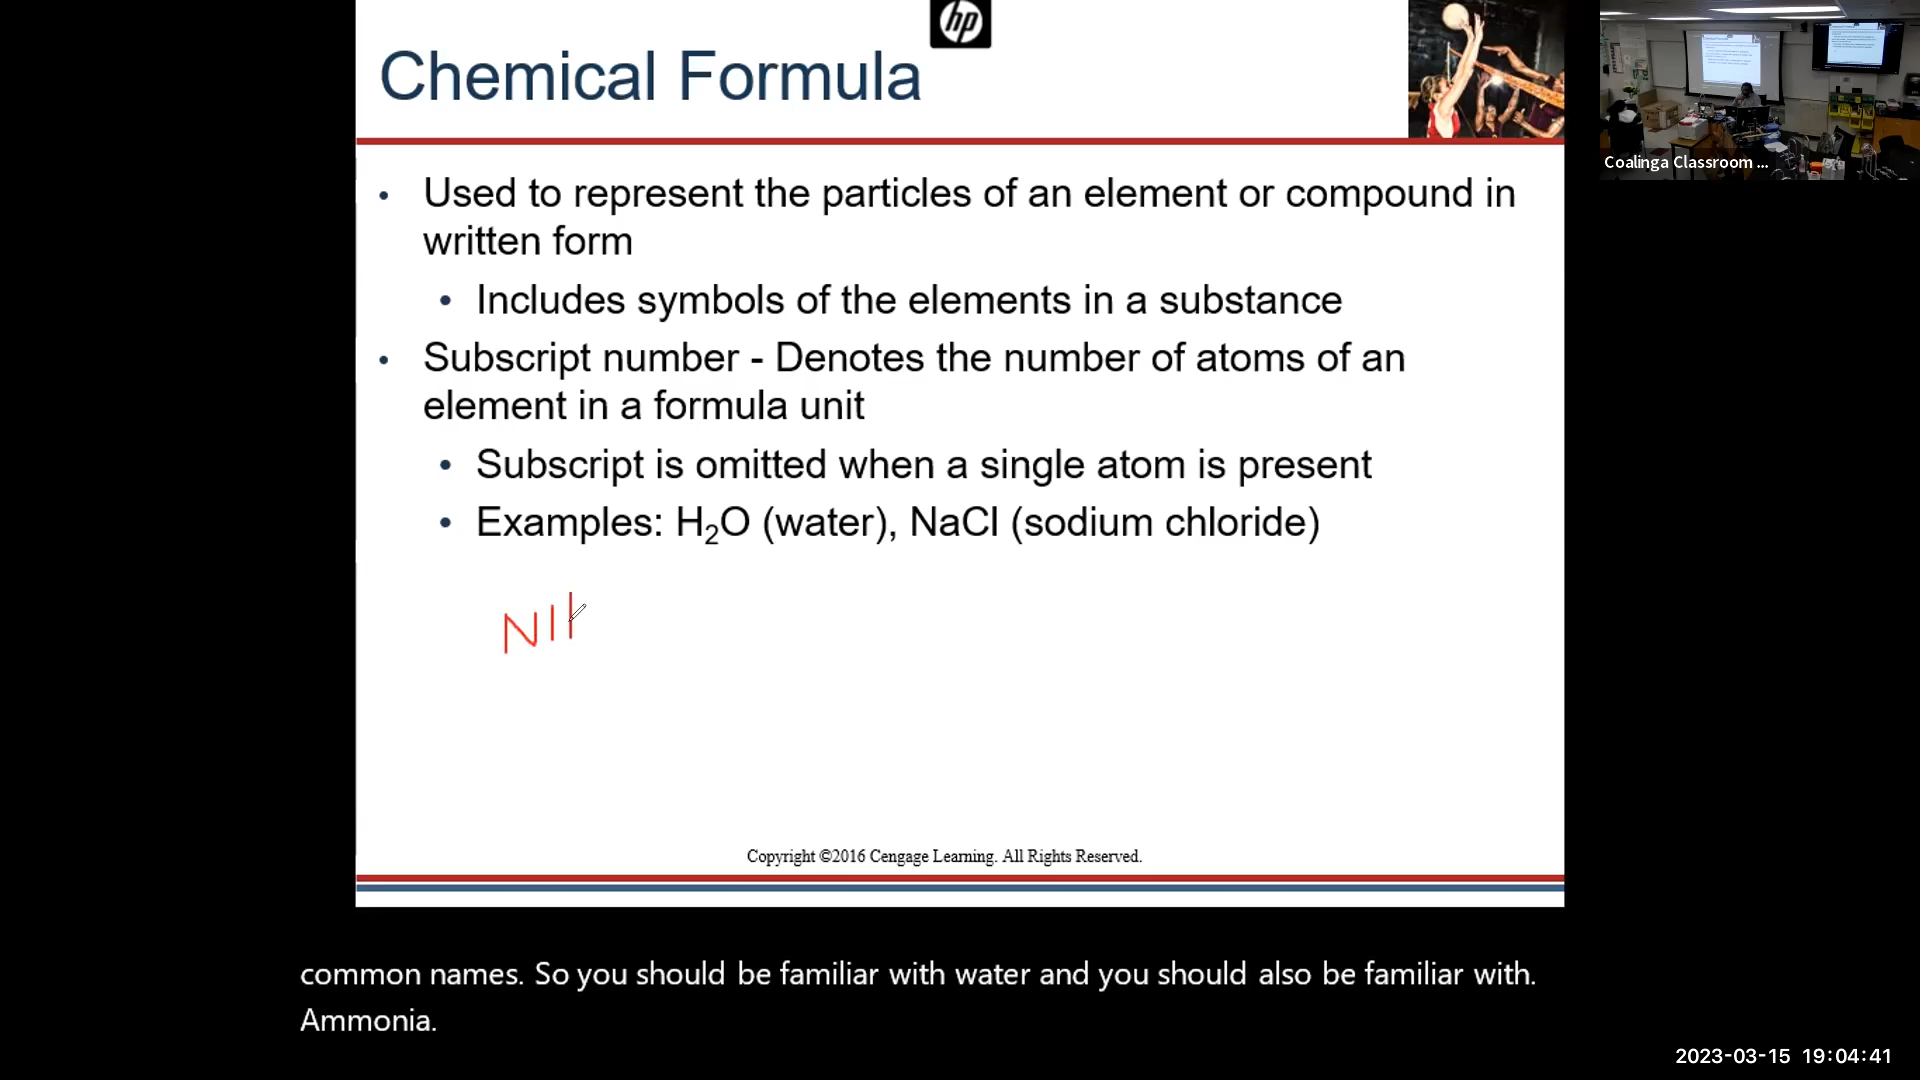 hp
Chemical Formula
Coalinga Classroom ...
• Used to represent the particles of an element or compound in
written form
• Includes symbols of the elements in a substance
• Subscript number - Denotes the number of atoms of an
element in a formula unit
• Subscript is omitted when a single atom is present
• Examples: H₂O (water), NaCl (sodium chloride)
Copyright ©2016 Cengage Learning. All Rights Reserved.
common names. So you should be familiar with water and you should also be familiar with.
Ammonia.
2023-03-15 19:04:41